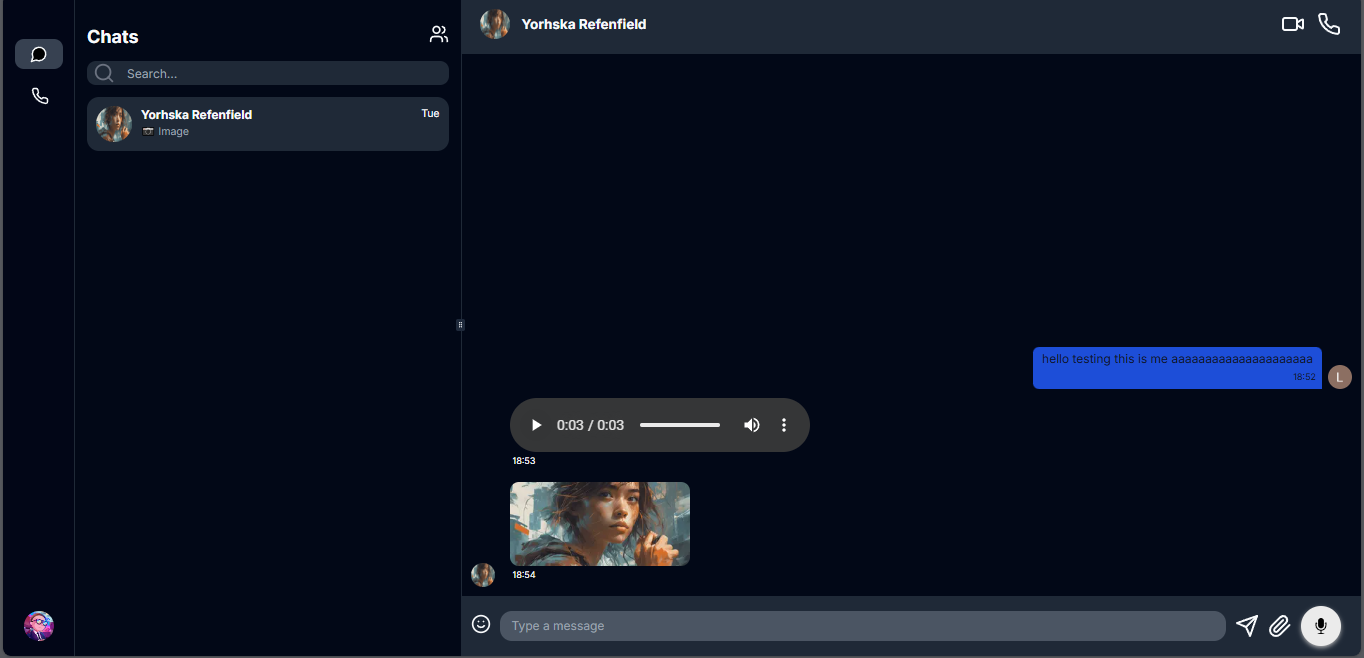 Chats
Search...
Yorhska Refenfield
Tue
Image
Yorhska Refenfield
hello testing this is me aaaaaaaaaaaaaaaaaaaaa
18:52
L
0:03 / 0:03
18:53
18:54
Type a message